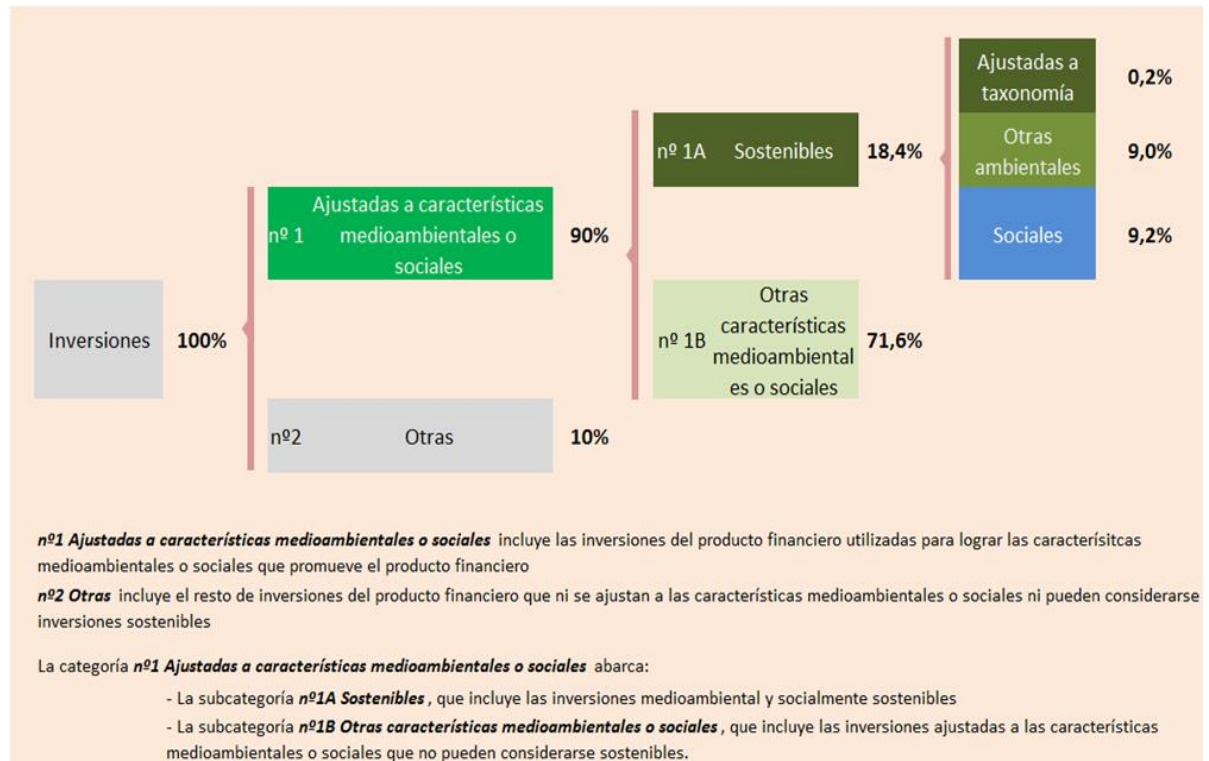 Ajustadas a
taxonomía
0,2%
nº 1A Sostenibles 18,4%
Otras
ambientales
9,0%
nº 1
Ajustadas a características
medioambientales o
sociales
90%
Sociales
9,2%
Inversiones 100%
nº 1B
Otras
características
medioambiental
es o sociales
71,6%
nº2 Otras 10%
nº1 Ajustadas a características medioambientales o sociales incluye las inversiones del producto financiero utilizadas para lograr las caracterísitcas
medioambientales o sociales que promueve el producto financiero
nº2 Otras incluye el resto de inversiones del producto financiero que ni se ajustan a las características medioambientales o sociales ni pueden considerarse
inversiones sostenibles
La categoría nº1 Ajustadas a características medioambientales o sociales abarca:
- La subcategoría nº1A Sostenibles, que incluye las inversiones medioambiental y socialmente sostenibles
- La subcategoría nº1B Otras características medioambientales o sociales, que incluye las inversiones ajustadas a las características
medioambientales o sociales que no pueden considerarse sostenibles.